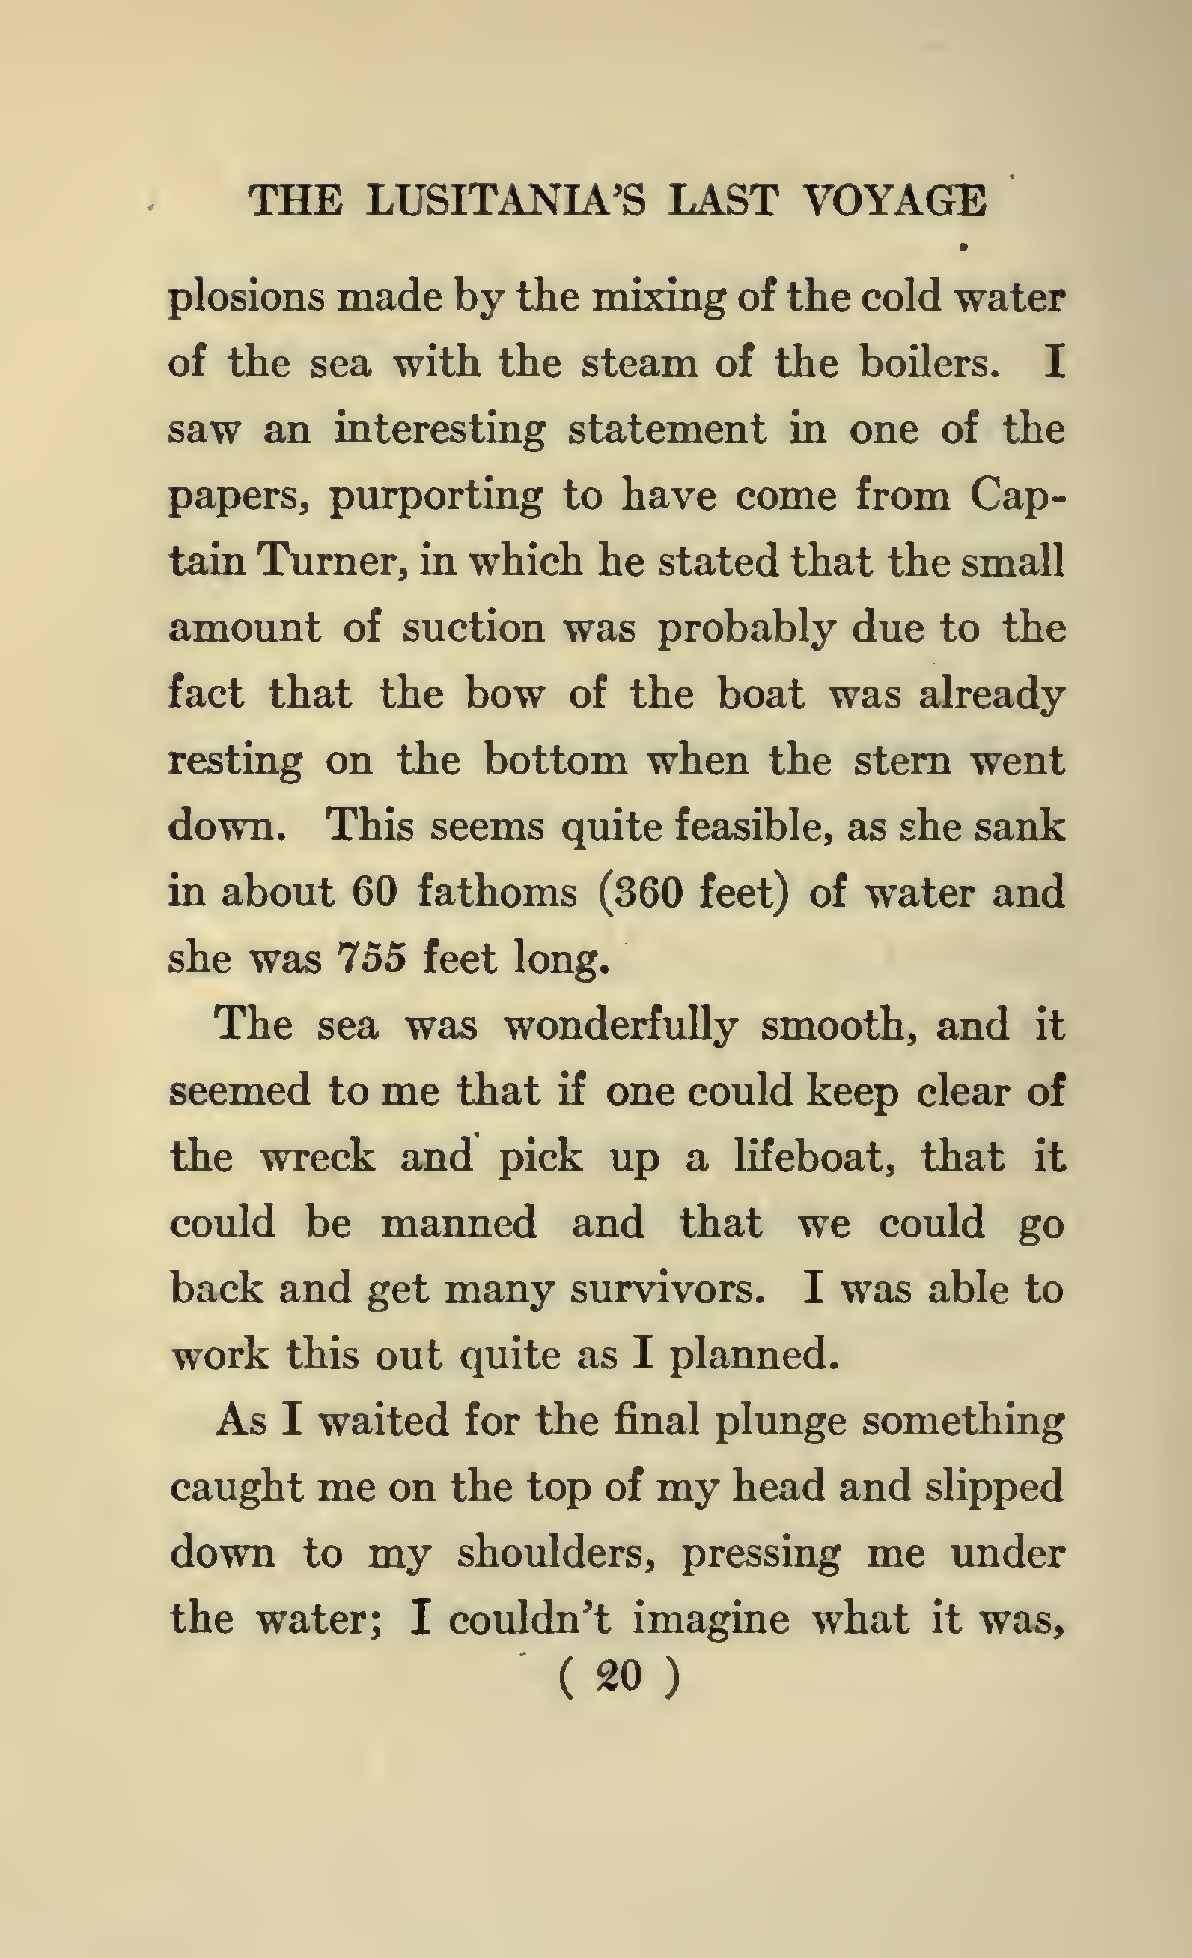 THE LUSITANIA'S LAST VOYAGE
plosions made by the mixing of the cold water
of the sea with the steam of the boilers. I
saw an interesting statement in one of the
papers, purporting to have come from Cap-
tain Turner, in which he stated that the small
amount of suction was probably due to the
fact that the bow of the boat was already
resting on the bottom when the stern went
down. This seems quite feasible, as she sank
in about 60 fathoms (360 feet) of water and
she was 755 feet long.
The sea was wonderfully smooth, and it
seemed to me that if one could keep clear of
the wreck and pick up a lifeboat, that it
could be manned and that we could go
back and get many survivors. I was able to
work this out quite as I planned.
As I waited for the final plunge something
caught me on the top of my head and slipped
down to my shoulders, pressing me under
the water; I couldn't imagine what it was,
( 20 )